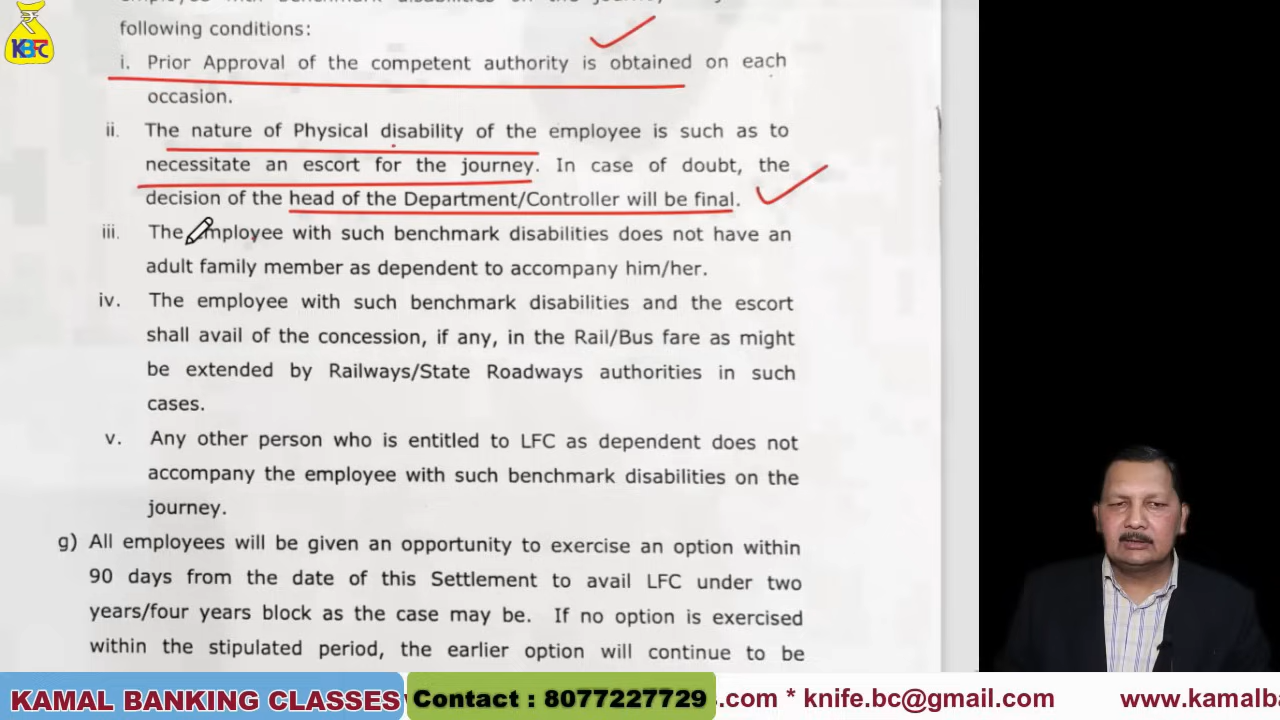 KBFC
following conditions:
i. Prior Approval of the competent authority is obtained on each
occasion.
ii. The nature of Physical disability of the employee is such as to
necessitate an escort for the journey. In case of doubt, the
decision of the head of the Department/Controller will be final.
iii. The employee with such benchmark disabilities does not have an
adult family member as dependent to accompany him/her.
iv. The employee with such benchmark disabilities and the escort
shall avail of the concession, if any, in the Rail/Bus fare as might
be extended by Railways/State Roadways authorities in such
cases.
v. Any other person who is entitled to LFC as dependent does not
accompany the employee with such benchmark disabilities on the
journey.
g) All employees will be given an opportunity to exercise an option within
90 days from the date of this Settlement to avail LFC under two
years/four years block as the case may be. If no option is exercised
within the stipulated period, the earlier option will continue to be
KAMAL BANKING CLASSES Contact : 8077227729 s.com * knife.bc@gmail.com www.kamalba